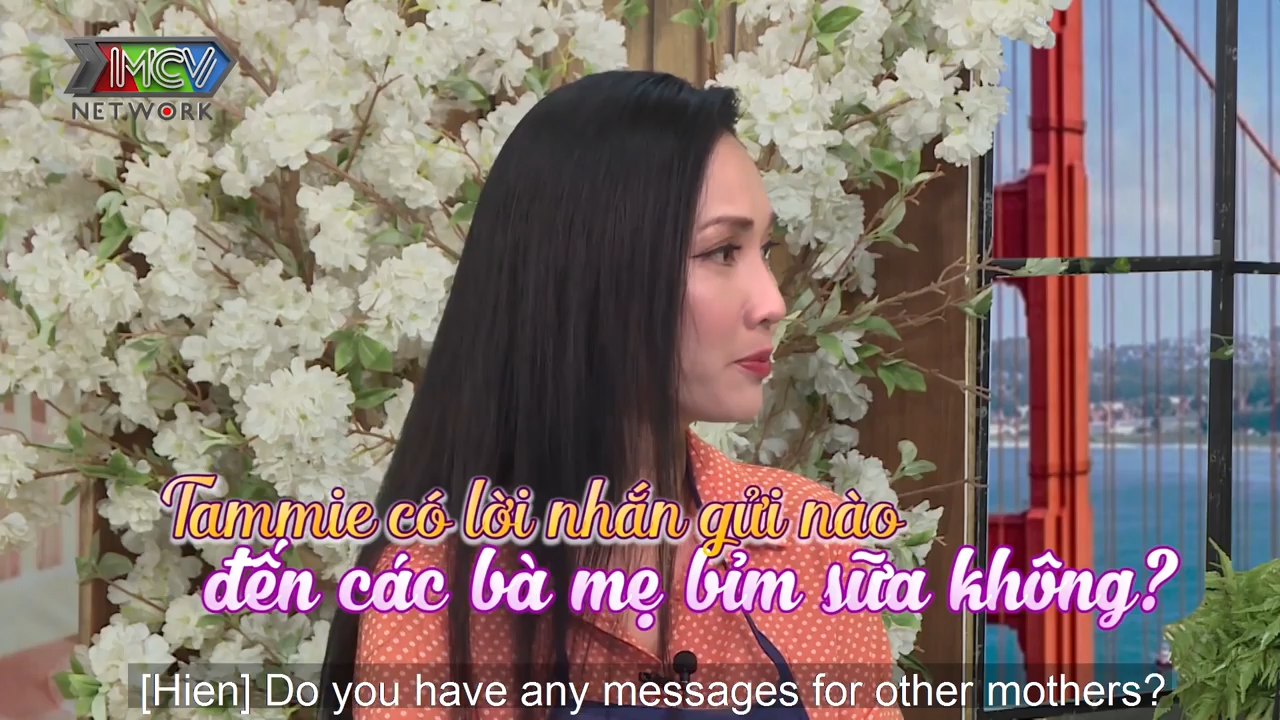 MCV
NETWORK
Tammie có lời nhắn gửi nào
đến các bà mẹ bỉm sữa không?
[Hien] Do you have any messages for other mothers?